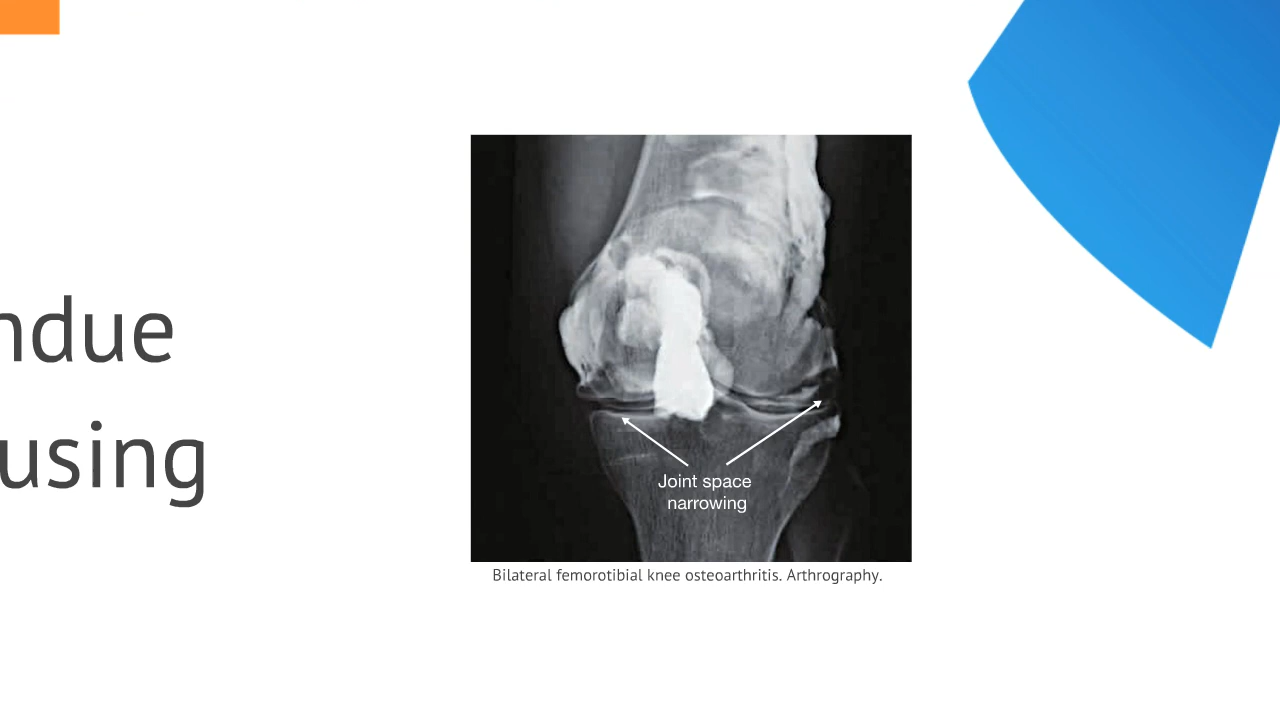 ndue
using
Joint space
narrowing
Bilateral femorotibial knee osteoarthritis. Arthrography.